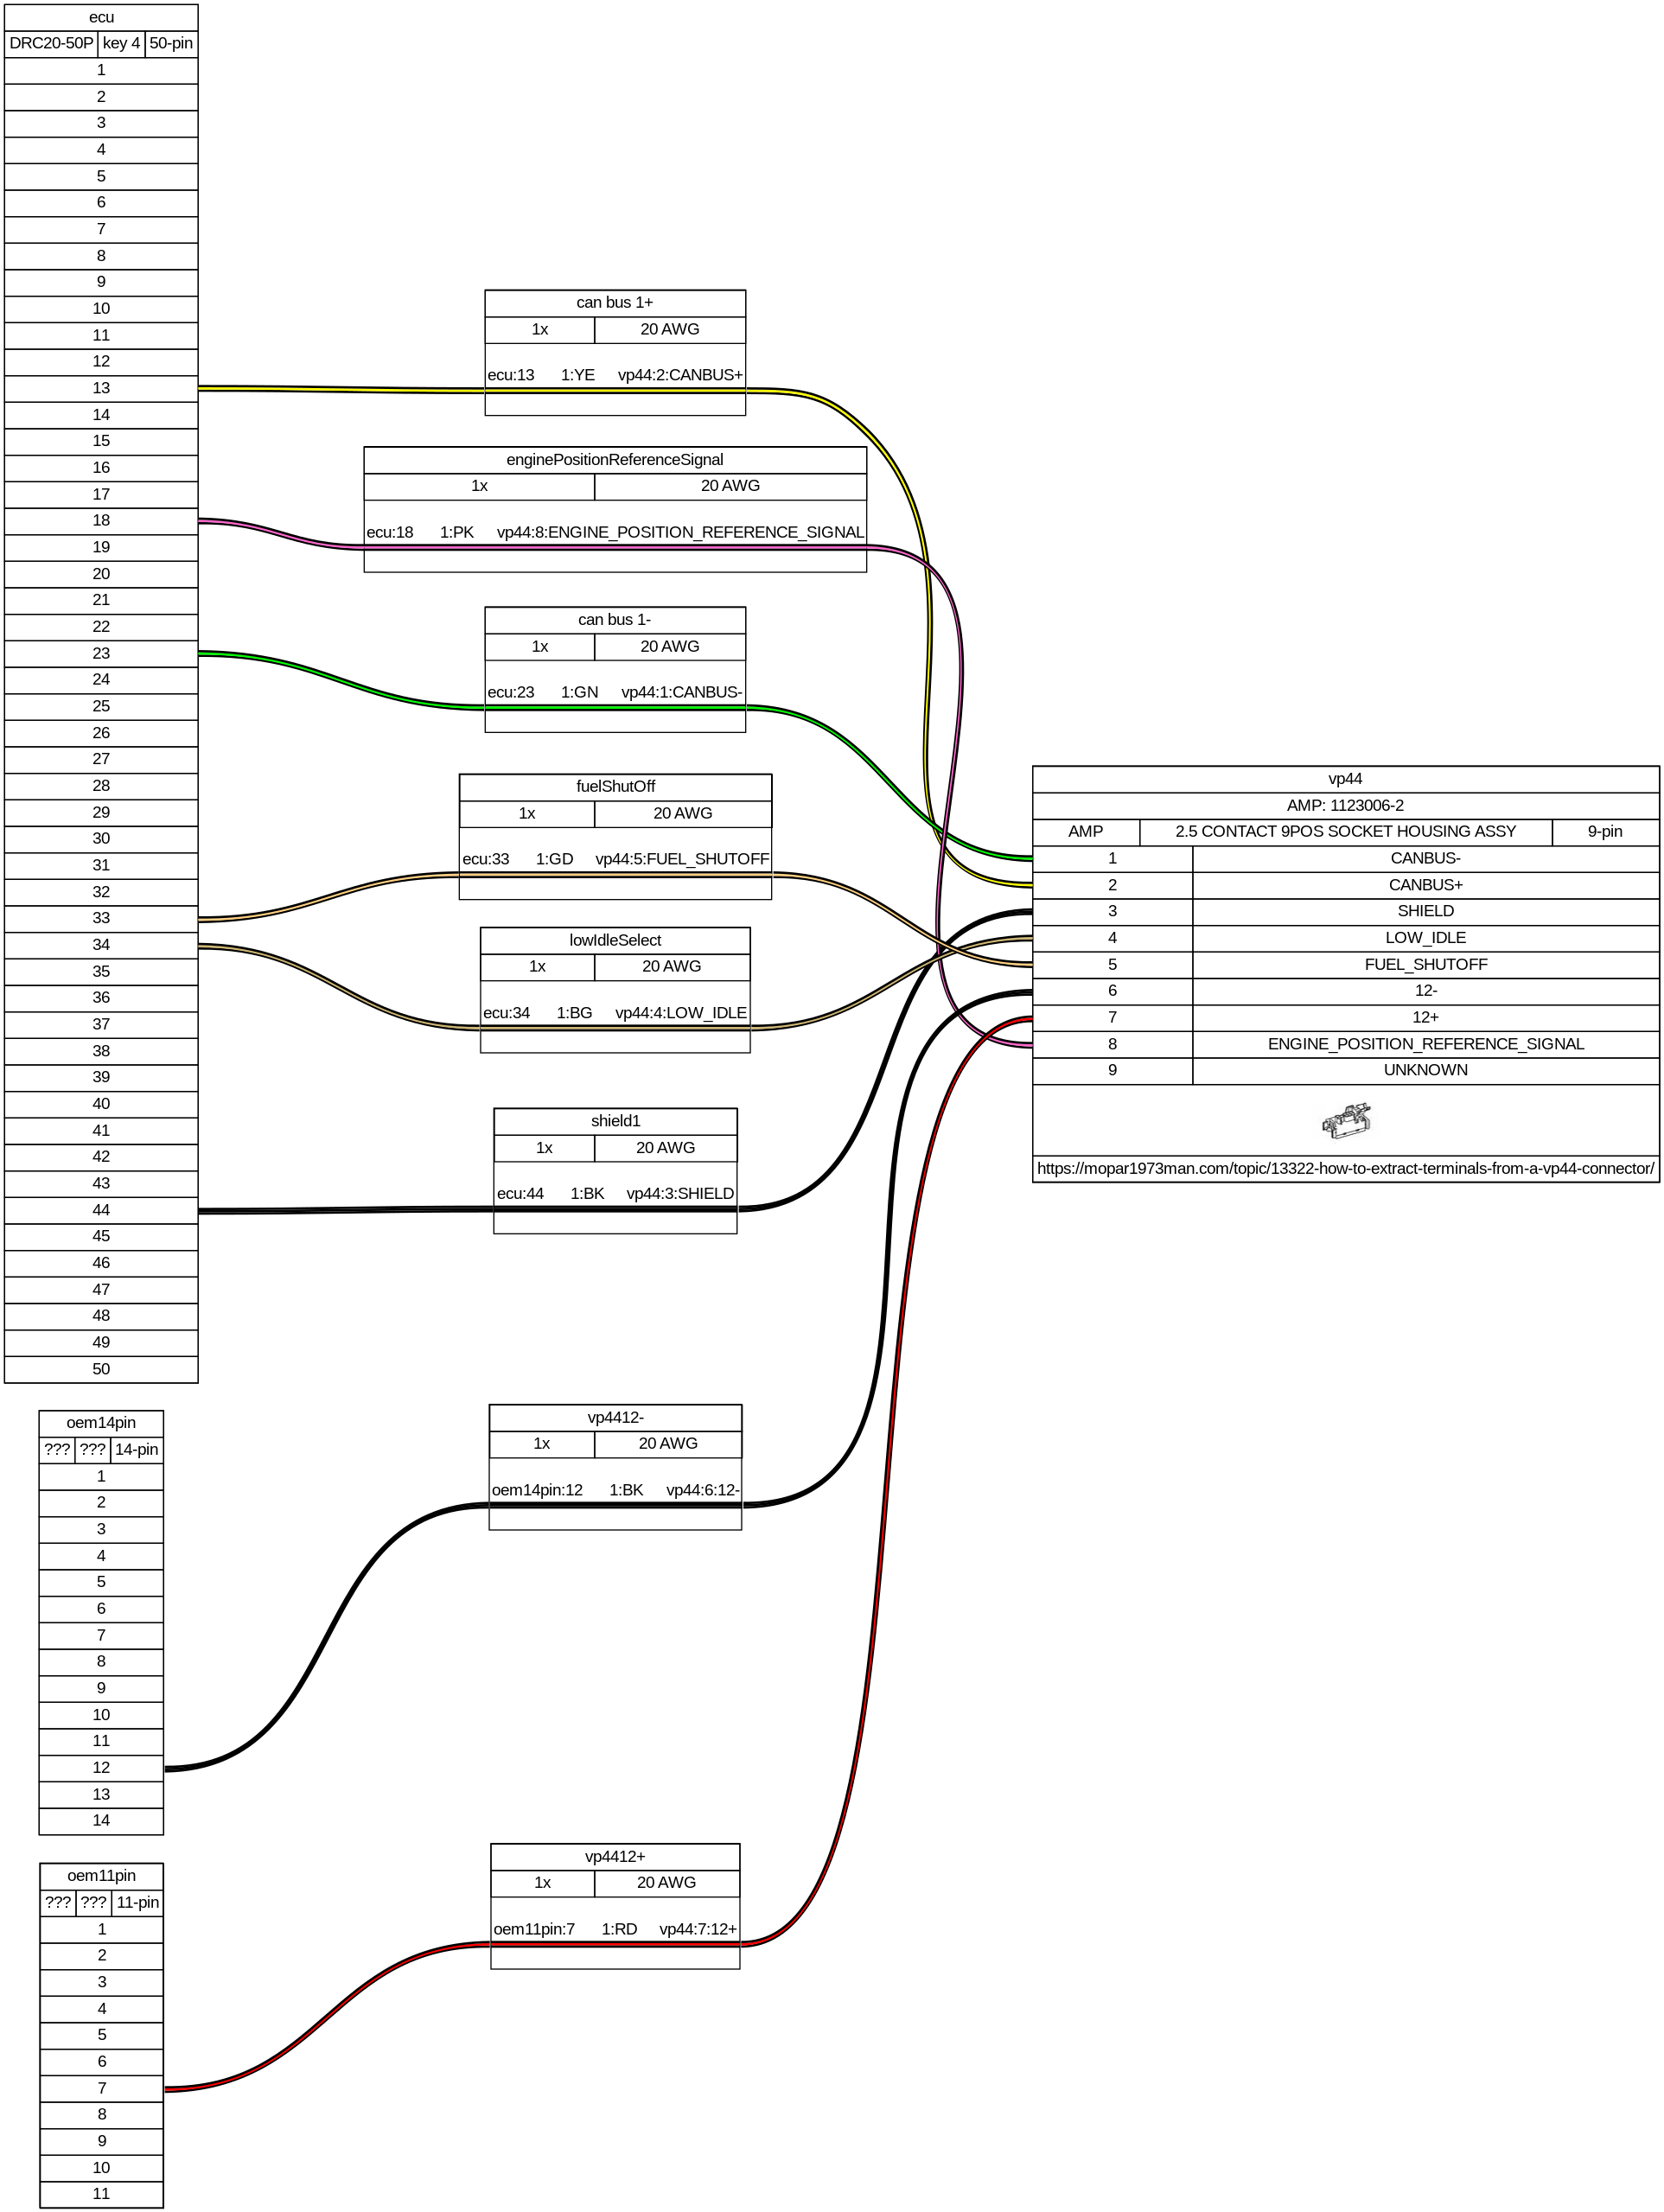 ecu
DRC20-50P key 4 50-pin
1
2
3
4
5
6
7
8
9
10
11
12
13
14
15
16
17
18
19
20
21
22
23
24
25
26
27
28
29
30
31
32
33
34
35
36
37
38
39
40
41
42
43
44
45
46
47
48
49
50
oem14pin
??? ??? 14-pin
1
2
3
4
5
6
7
8
9
10
11
12
13
14
oem11pin
??? ??? 11-pin
1
2
3
4
5
6
7
8
9
10
11
can bus 1+
1x 20 AWG
ecu:13 1:YE vp44:2:CANBUS+
enginePositionReferenceSignal
1x 20 AWG
ecu:18 1:PK vp44:8:ENGINE_POSITION_REFERENCE_SIGNAL
can bus 1-
1x 20 AWG
ecu:23 1:GN vp44:1:CANBUS-
fuelShutOff
1x 20 AWG
ecu:33 1:GD vp44:5:FUEL_SHUTOFF
lowIdleSelect
1x 20 AWG
ecu:34 1:BG vp44:4:LOW_IDLE
shield1
1x 20 AWG
ecu:44 1:BK vp44:3:SHIELD
vp4412-
1x 20 AWG
oem14pin:12 1:BK vp44:6:12-
vp4412+
1x 20 AWG
oem11pin:7 1:RD vp44:7:12+
vp44
AMP: 1123006-2
AMP 2.5 CONTACT 9POS SOCKET HOUSING ASSY 9-pin
1 CANBUS-
2 CANBUS+
3 SHIELD
4 LOW_IDLE
5 FUEL_SHUTOFF
6 12-
7 12+
8 ENGINE_POSITION_REFERENCE_SIGNAL
9 UNKNOWN
https://mopar1973man.com/topic/13322-how-to-extract-terminals-from-a-vp44-connector/